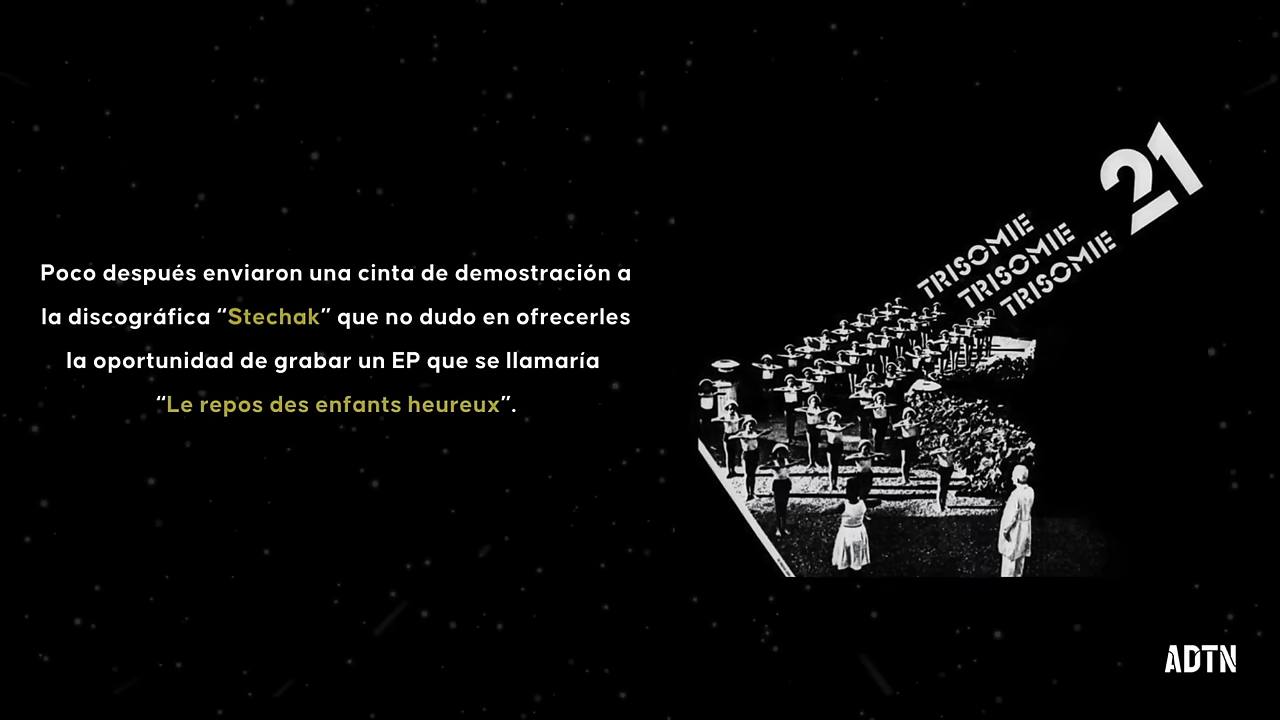 Poco después enviaron una cinta de demostración a
la discográfica “Stechak” que no dudo en ofrecerles
la oportunidad de grabar un EP que se llamaría
“Le repos des enfants heureux”.
21
TRISOMIE
TRISOMIE
TRISOMIE
ADTN